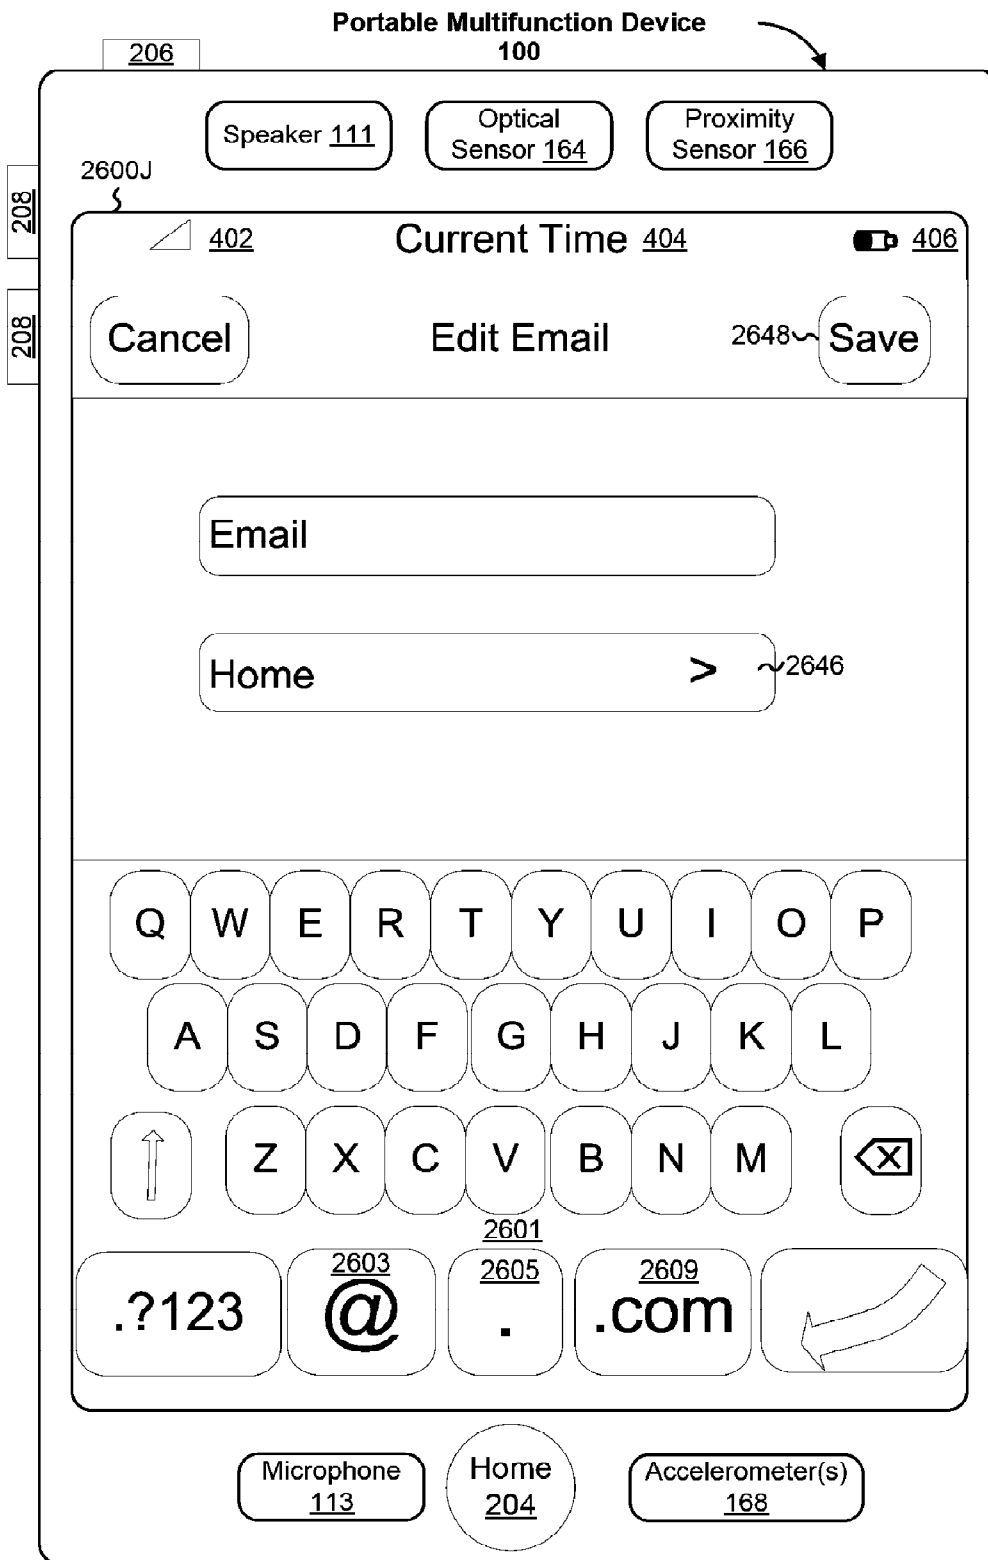 Portable Multifunction Device
100
206
Speaker 111
Optical
Sensor 164
Proximity
Sensor 166
2600J
208
208
402
Current Time 404
406
Cancel
Edit Email
2648
Save
Email
Home
>
2646
Q W E R T Y U I O P
A S D F G H J K L
Z X C V B N M
2601
.?123
2603
@
2605
.
2609
.com
Microphone
113
Home
204
Accelerometer(s)
168